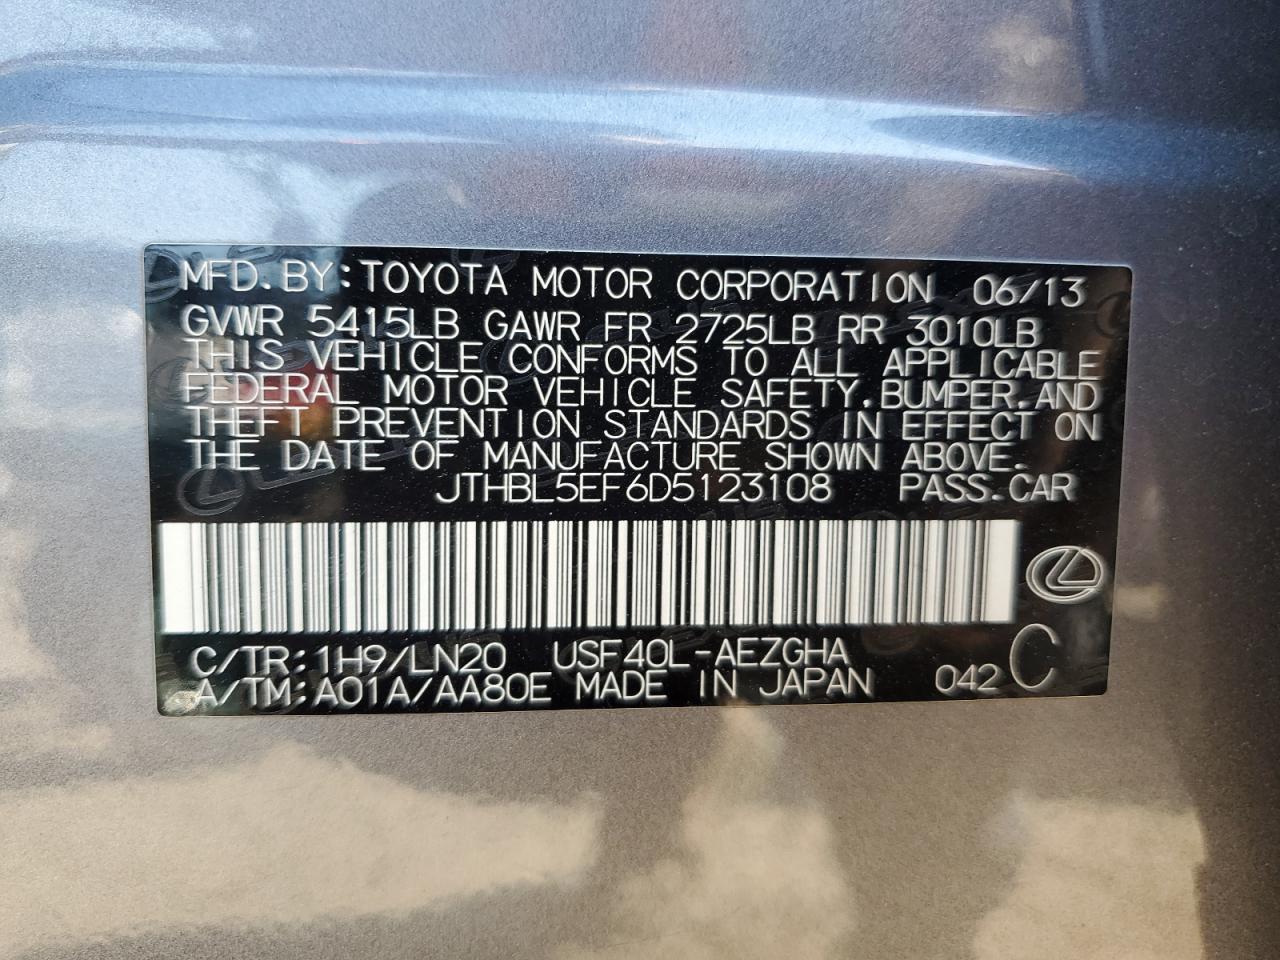 MFD.BY:TOYOTA MOTOR CORPORATION 06/13
GVWR 5415LB GAWR FR 2725LB RR 3010LB
THIS VEHICLE CONFORMS TO ALL APPLICABLE
FEDERAL MOTOR VEHICLE SAFETY,BUMPER,AND
THEFT PREVENTION STANDARDS IN EFFECT ON
THE DATE OF MANUFACTURE SHOWN ABOVE.
JTHBL5EF6D5123108 PASS.CAR
C/TR:1H9/LN20 USF40L-AEZGHA
A/TM:A01A/AA80E MADE IN JAPAN 042 C